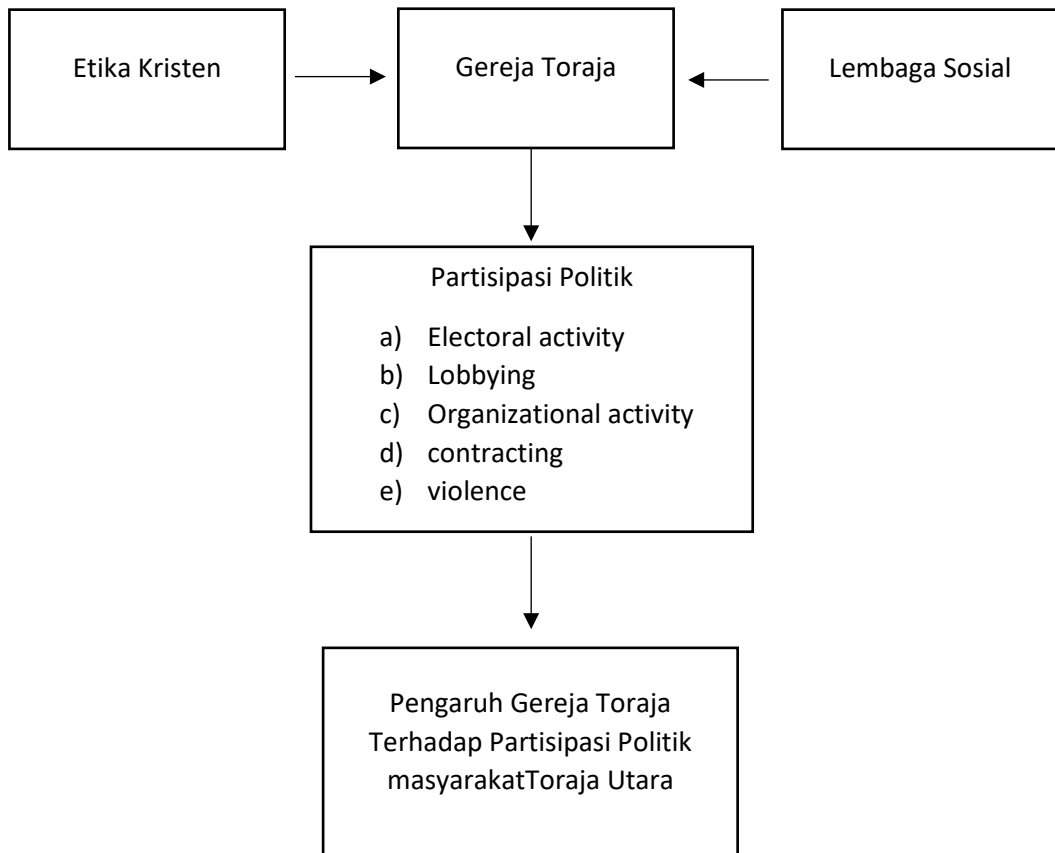 Etika Kristen
Gereja Toraja
Lembaga Sosial
Partisipasi Politik
a) Electoral activity
b) Lobbying
c) Organizational activity
d) contracting
e) violence
Pengaruh Gereja Toraja
Terhadap Partisipasi Politik
masyarakatToraja Utara